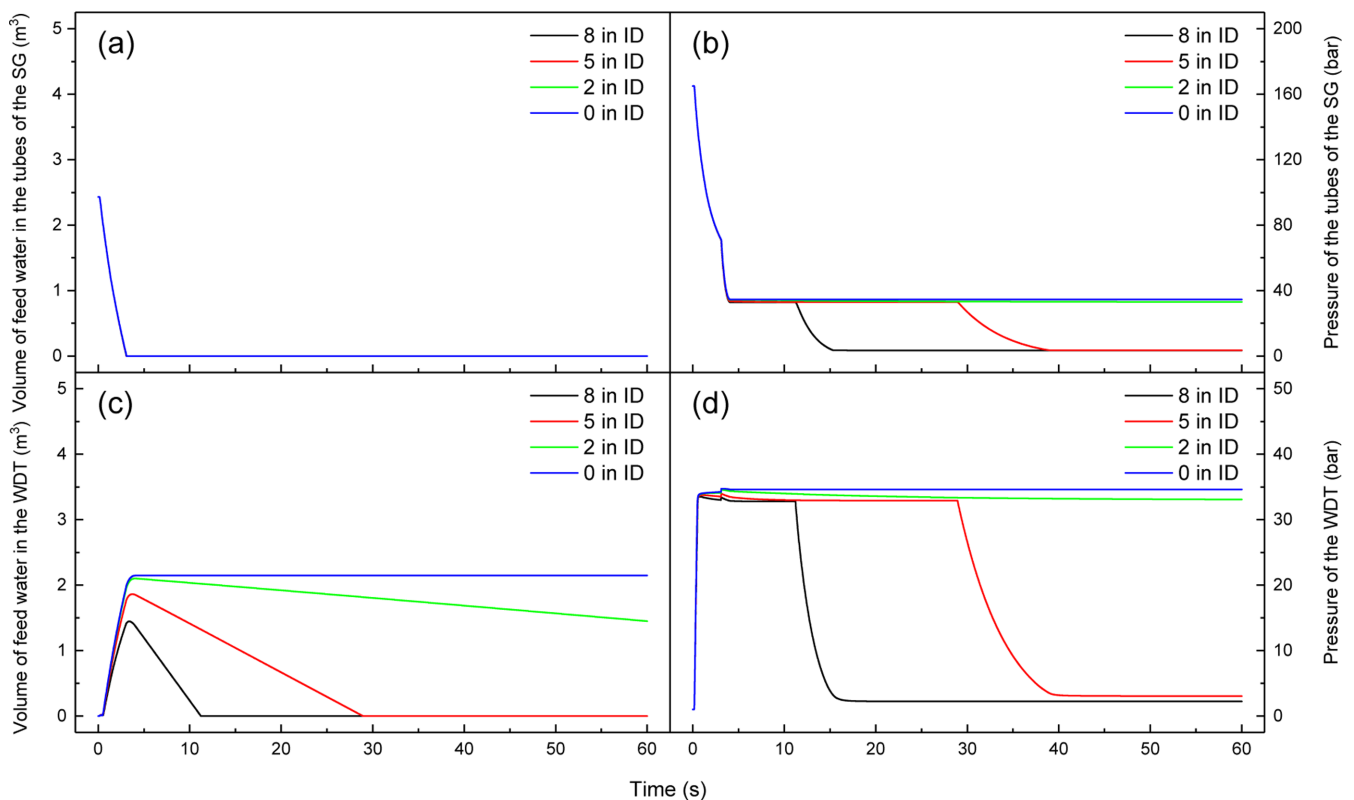 Volume of feed water in the tubes of the SG (m³)
5
4
3
2
1
0
(a)
8 in ID
5 in ID
2 in ID
0 in ID
(b)
8 in ID
5 in ID
2 in ID
0 in ID
200
160
120
80
40
0
Pressure of the tubes of the SG (bar)
Volume of feed water in the WDT (m³)
5
4
3
2
1
0
(c)
8 in ID
5 in ID
2 in ID
0 in ID
0 10 20 30 40 50 60
(d)
8 in ID
5 in ID
2 in ID
0 in ID
50
40
30
20
10
0
Pressure of the WDT (bar)
0 10 20 30 40 50 60
Time (s)